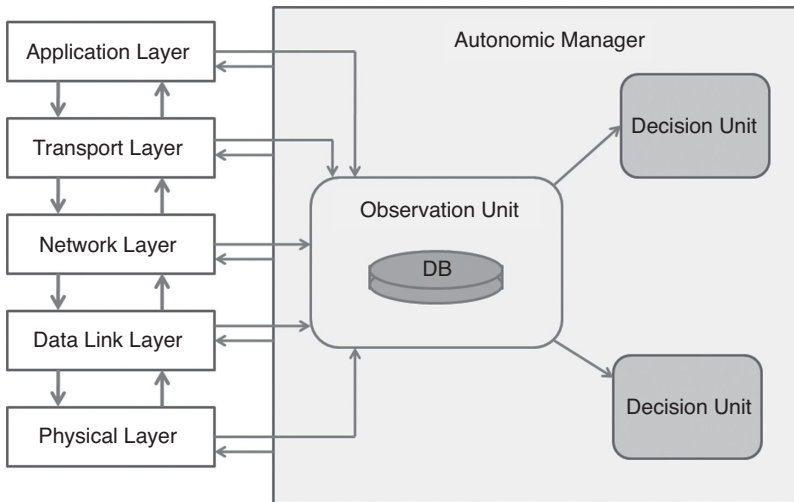 Application Layer
Autonomic Manager
Decision Unit
Transport Layer
Observation Unit
Network Layer
DB
Data Link Layer
Decision Unit
Physical Layer